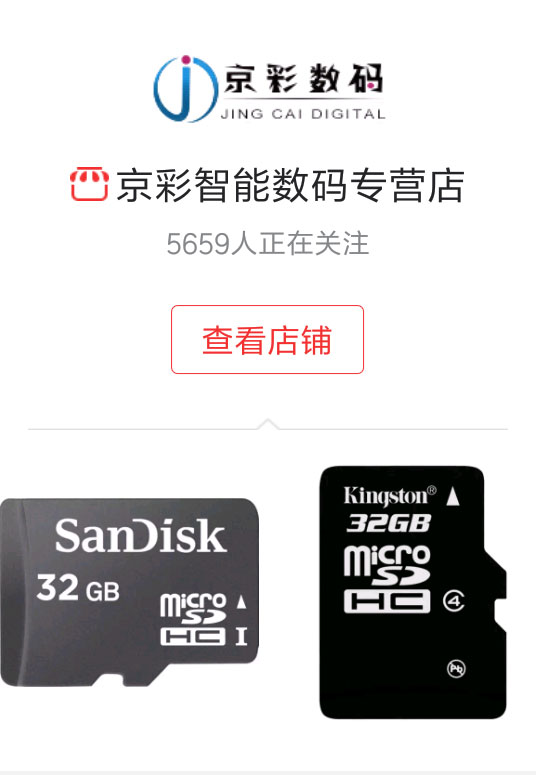 京彩数码
JING CAI DIGITAL
京彩智能数码专营店
5659人正在关注
查看店铺
SanDisk
32 GB
micro
SD
HC I
Kingston®
32GB
micro
SD
HC 4
Pb